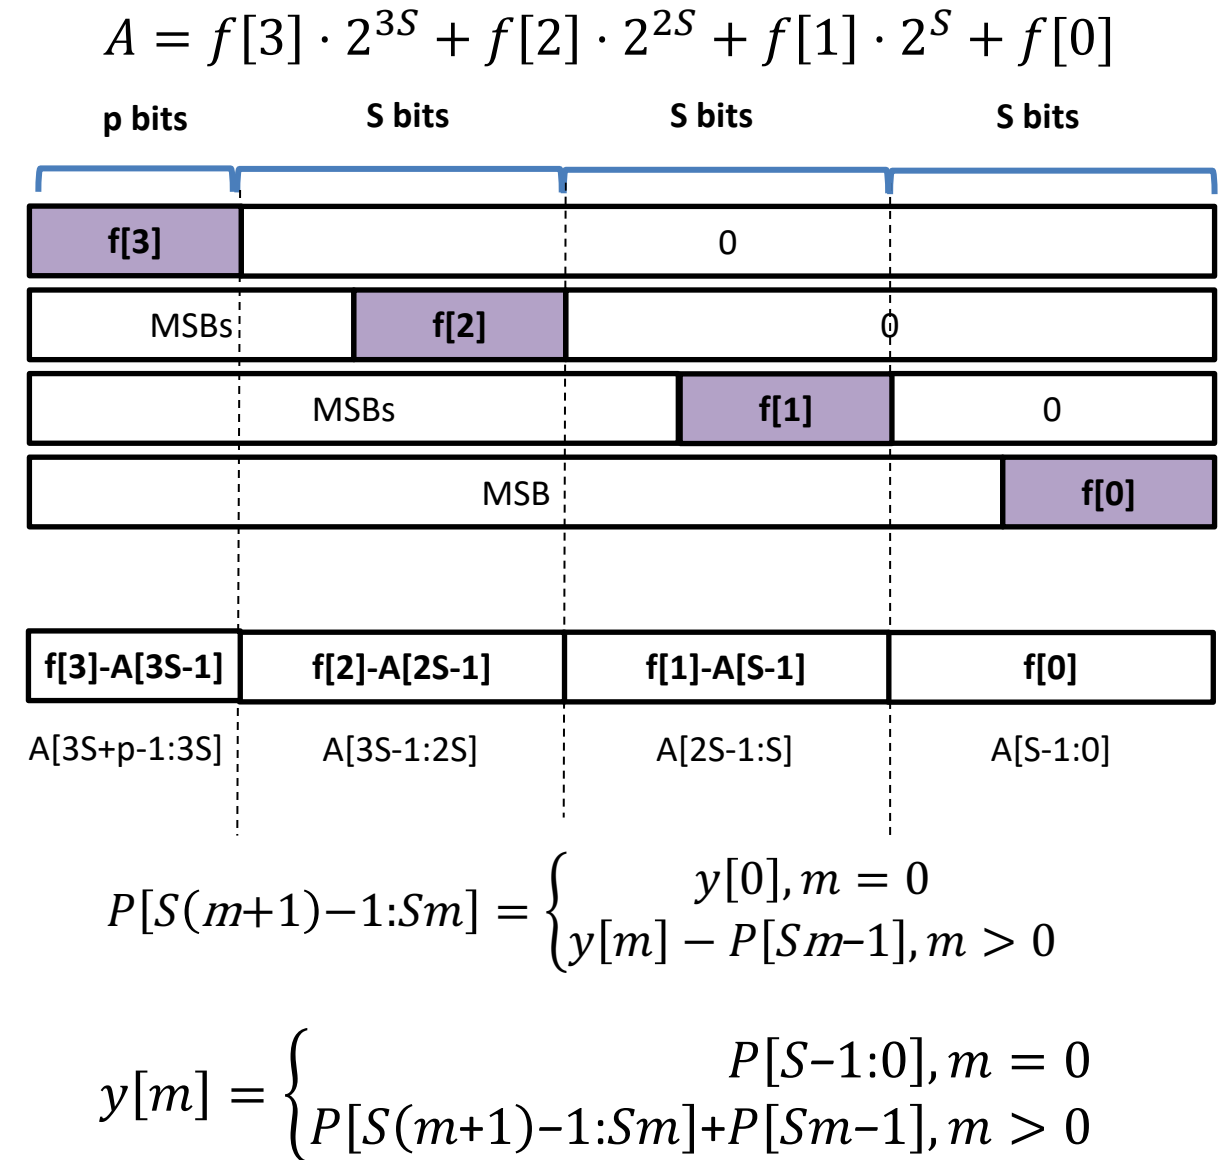 A = f[3] · 2^{3S} + f[2] · 2^{2S} + f[1] · 2^{S} + f[0]
p bits S bits S bits S bits
f[3] 0
MSBs f[2] 0
MSBs f[1] 0
MSB f[0]
f[3]-A[3S-1] f[2]-A[2S-1] f[1]-A[S-1] f[0]
A[3S+p-1:3S] A[3S-1:2S] A[2S-1:S] A[S-1:0]
P[S(m+1)−1:Sm] = { y[0], m = 0
y[m] − P[Sm−1], m > 0
y[m] = { P[S−1:0], m = 0
P[S(m+1)−1:Sm]+P[Sm−1], m > 0